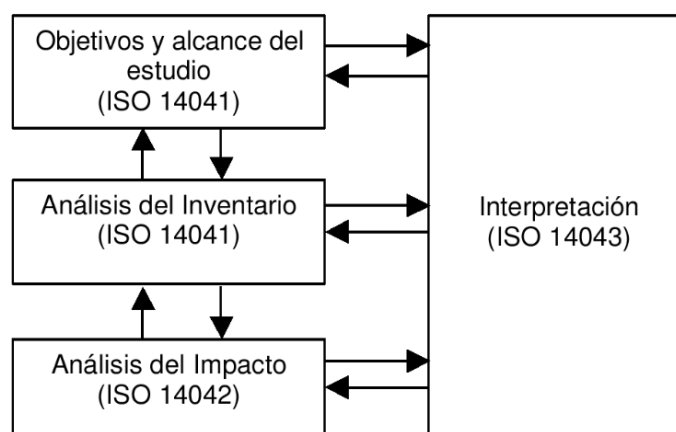 Objetivos y alcance del
estudio
(ISO 14041)
Análisis del Inventario
(ISO 14041)
Interpretación
(ISO 14043)
Análisis del Impacto
(ISO 14042)